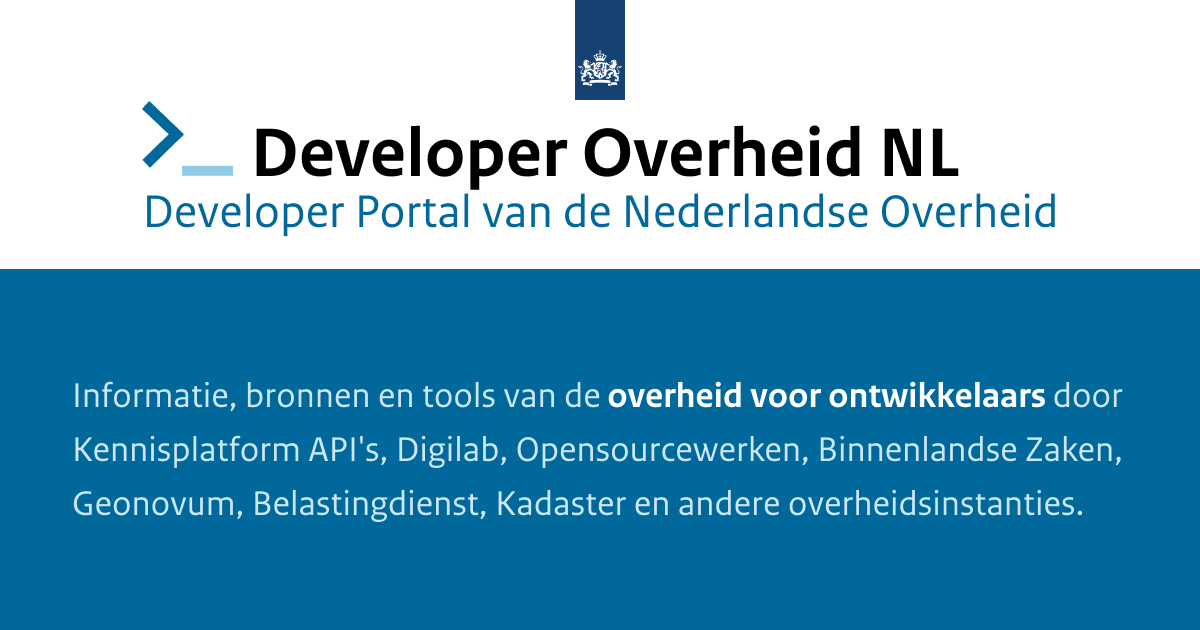 Developer Overheid NL
Developer Portal van de Nederlandse Overheid
Informatie, bronnen en tools van de overheid voor ontwikkelaars door
Kennisplatform API's, Digilab, Opensourcewerken, Binnenlandse Zaken,
Geonovum, Belastingdienst, Kadaster en andere overheidsinstanties.